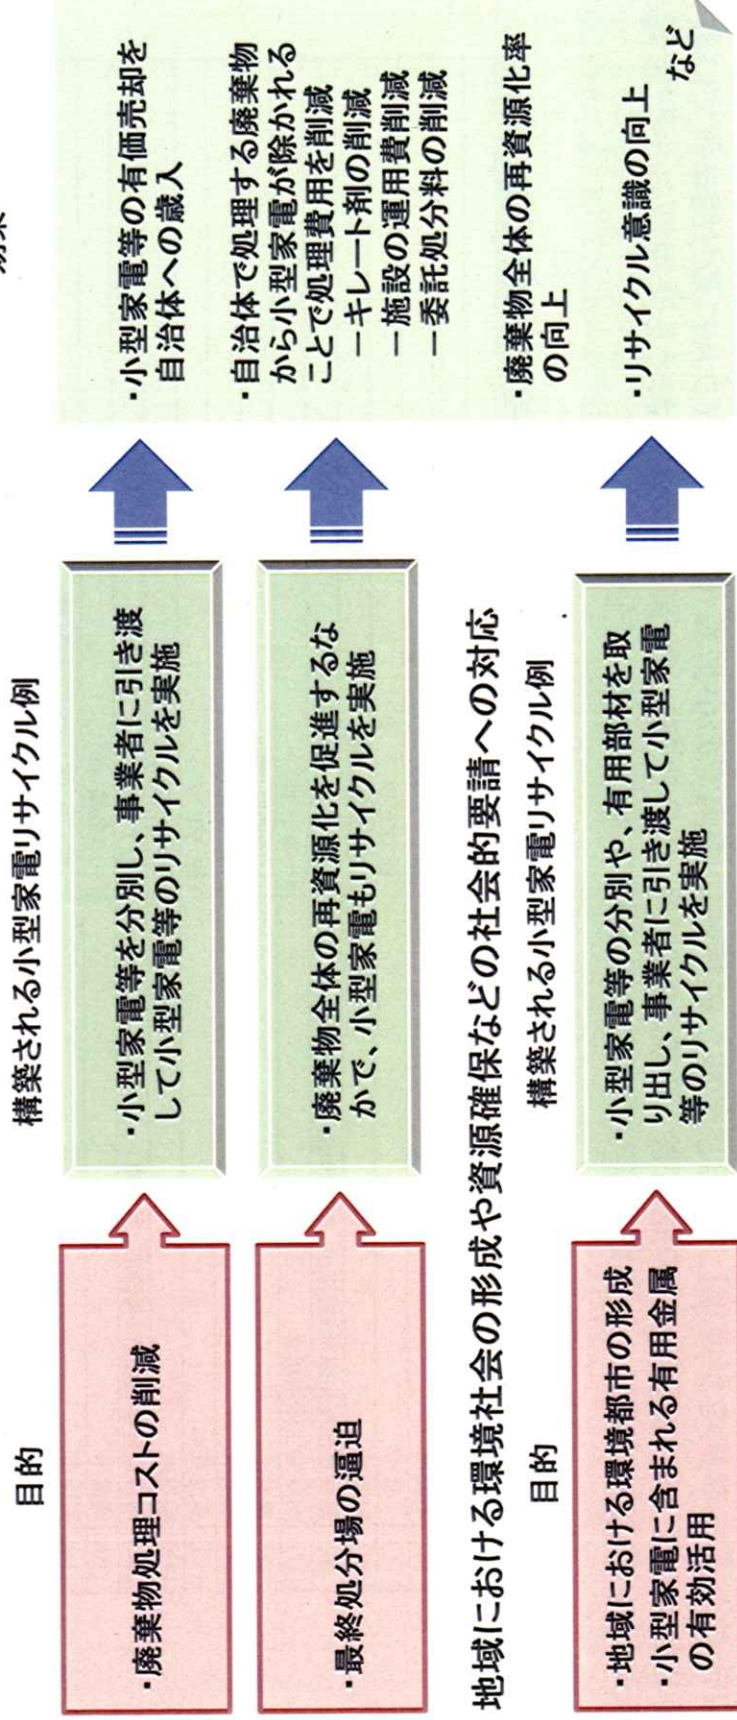 目的
構築される小型家電リサイクル例
・廃棄物処理コストの削減
・小型家電等を分別し、事業者に引き渡
して小型家電等のリサイクルを実施
・小型家電等の有価売却を
自治体への歳入
・最終処分場の逼迫
・廃棄物全体の再資源化を促進するな
かで、小型家電もリサイクルを実施
・自治体で処理する廃棄物
から小型家電が除かれる
ことで処理費用を削減
－キレート剤の削減
－施設の運用費削減
－委託処分料の削減
地域における環境社会の形成や資源確保などの社会的要請への対応
目的
構築される小型家電リサイクル例
・地域における環境都市の形成
・小型家電に含まれる有用金属
の有効活用
・小型家電等の分別や、有用部材を取
り出し、事業者に引き渡して小型家電
等のリサイクルを実施
・廃棄物全体の再資源化率
の向上
・リサイクル意識の向上
など